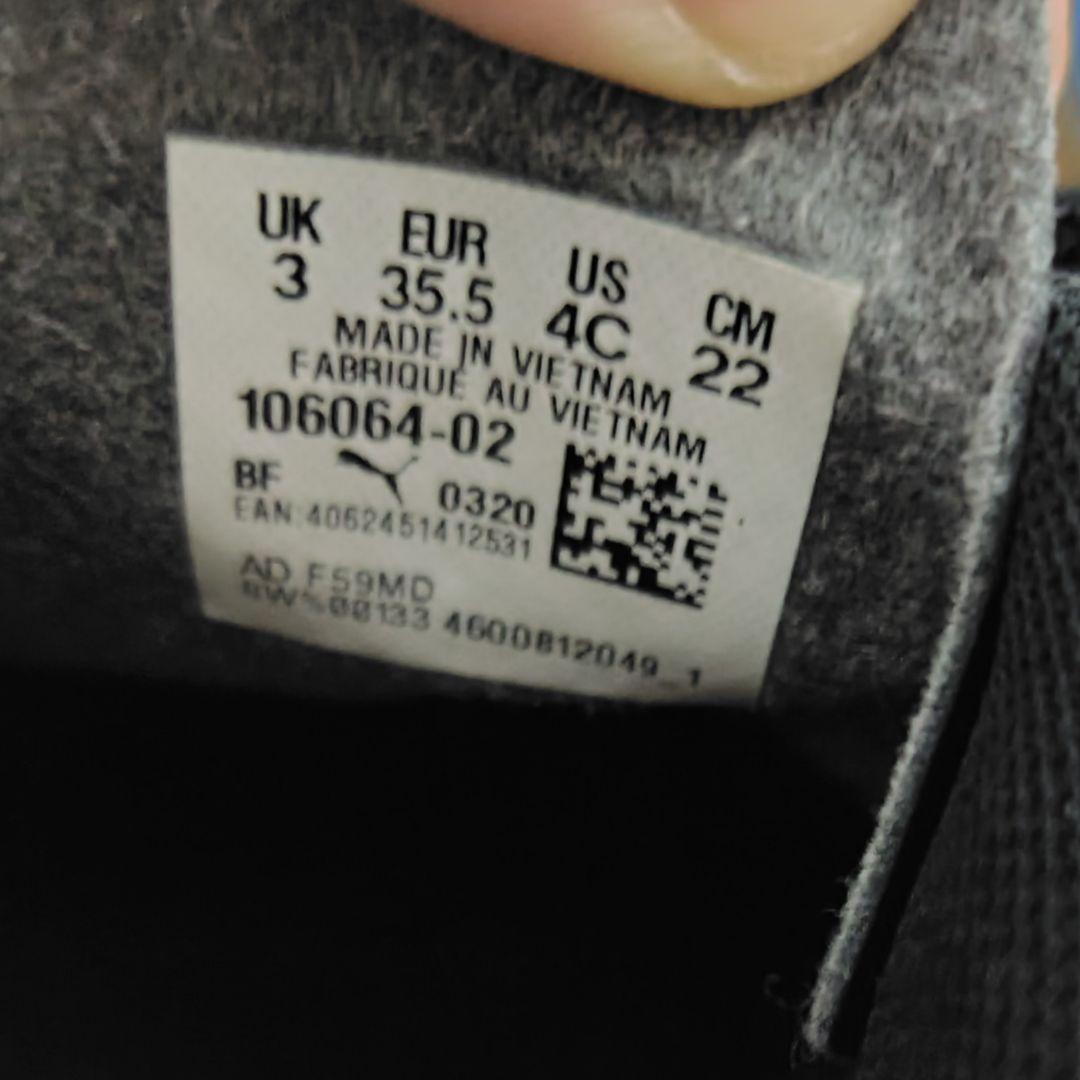 UK EUR US CM
3 35.5 4C 22
MADE IN VIETNAM
FABRIQUE AU VIETNAM
106064-02
BF 0320
EAN:4062451412531
AD F59MD
4600812049_1